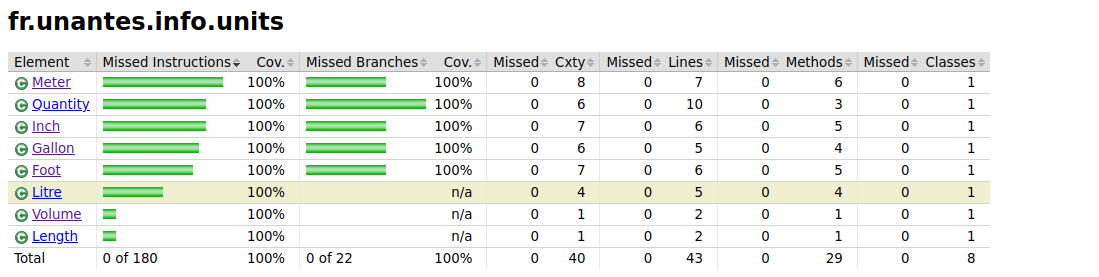 fr.unantes.info.units
Element Missed Instructions Cov. Missed Branches Cov. Missed Cxty Missed Lines Missed Methods Missed Classes
C Meter 100% 100% 0 8 0 7 0 6 0 1
C Quantity 100% 100% 0 6 0 10 0 3 0 1
C Inch 100% 100% 0 7 0 6 0 5 0 1
C Gallon 100% 100% 0 6 0 5 0 4 0 1
C Foot 100% 100% 0 7 0 6 0 5 0 1
C Litre 100% n/a 0 4 0 5 0 4 0 1
C Volume 100% n/a 0 1 0 2 0 1 0 1
C Length 100% n/a 0 1 0 2 0 1 0 1
Total 0 of 180 100% 0 of 22 100% 0 40 0 43 0 29 0 8